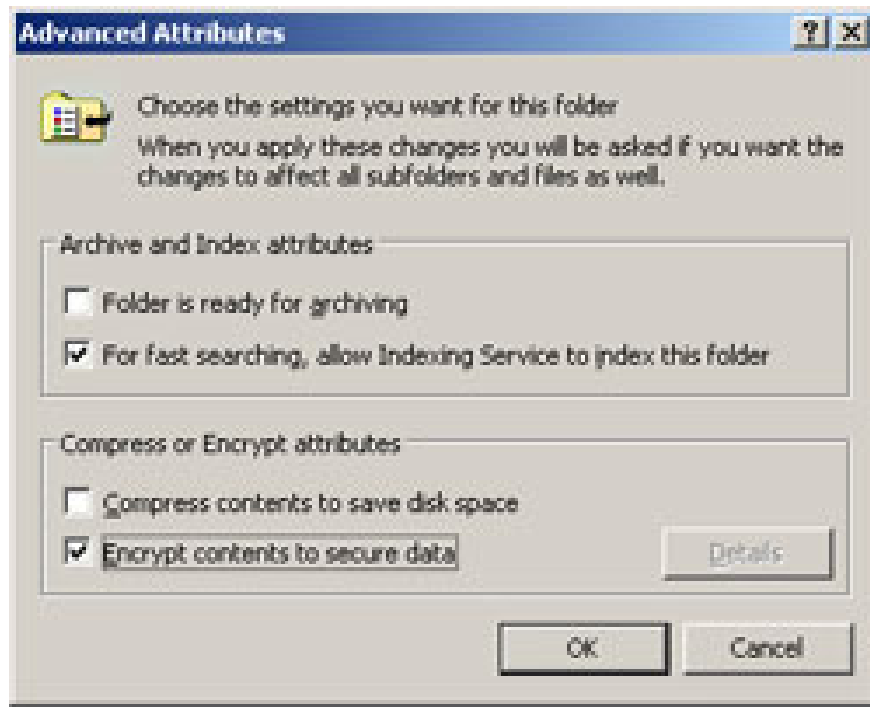 Advanced Attributes
Choose the settings you want for this folder
When you apply these changes you will be asked if you want the
changes to affect all subfolders and files as well.
Archive and Index attributes
Folder is ready for archiving
For fast searching, allow Indexing Service to index this folder
Compress or Encrypt attributes
Compress contents to save disk space
Encrypt contents to secure data
Details
OK Cancel